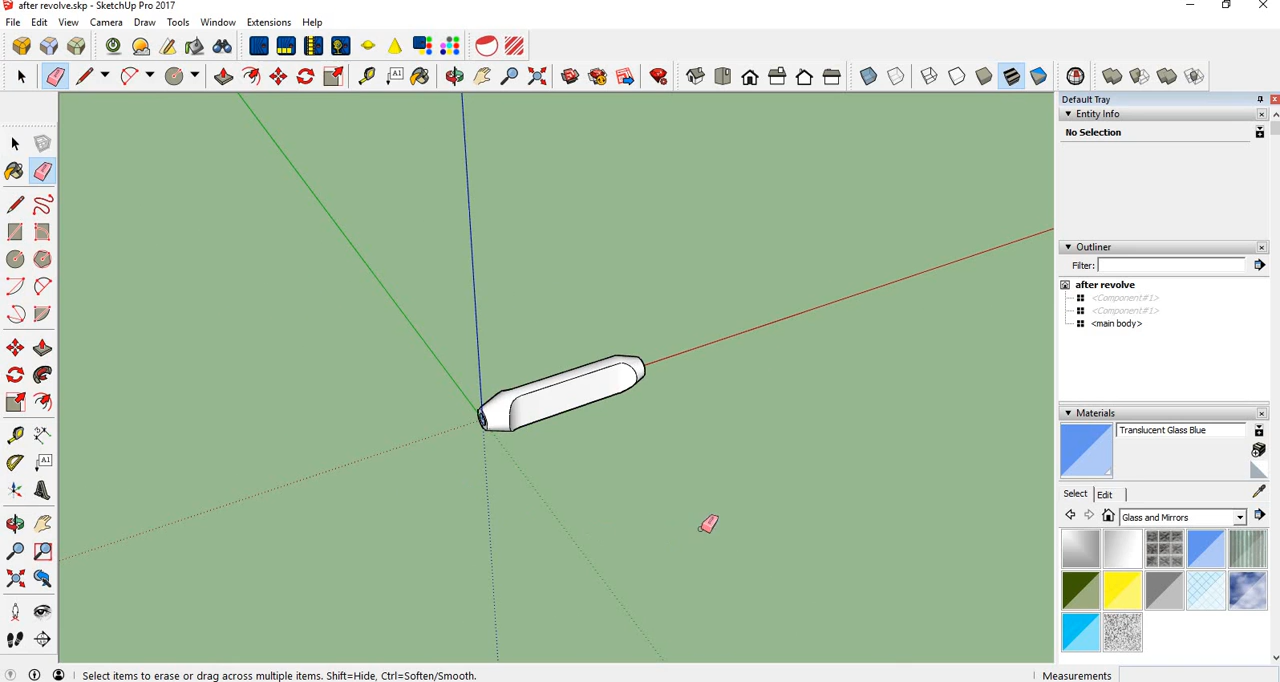 after revolve.skp - SketchUp Pro 2017
File Edit View Camera Draw Tools Window Extensions Help
A1
Default Tray
Entity Info
No Selection
A1
Outliner
Filter:
after revolve
<Component#1>
<Component#1>
<main body>
Materials
Translucent Glass Blue
Select Edit
Glass and Mirrors
Select items to erase or drag across multiple items. Shift=Hide, Ctrl=Soften/Smooth.
Measurements